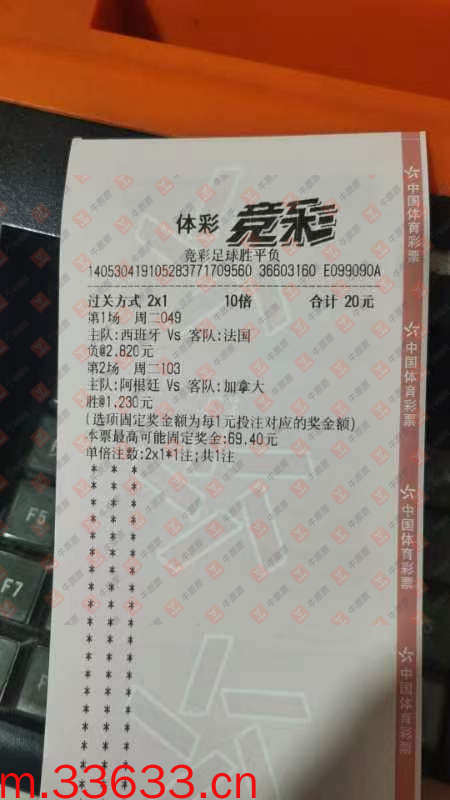 体彩 竞彩
竞彩足球胜平负
140530419105283771709560 36603160 E099090A
过关方式 2x1 10倍 合计 20元
第1场 周二049
主队:西班牙 Vs 客队:法国
负@2.820元
第2场 周二103
主队:阿根廷 Vs 客队:加拿大
胜@1.230元
(选项固定奖金额为每1元投注对应的奖金额)
本票最高可能固定奖金:69.40元
单倍注数:2x1*1注;共1注
中国体育彩票
中国体育彩票
中国体育彩票
中国体育彩票
F5
F7
m.33633.cn